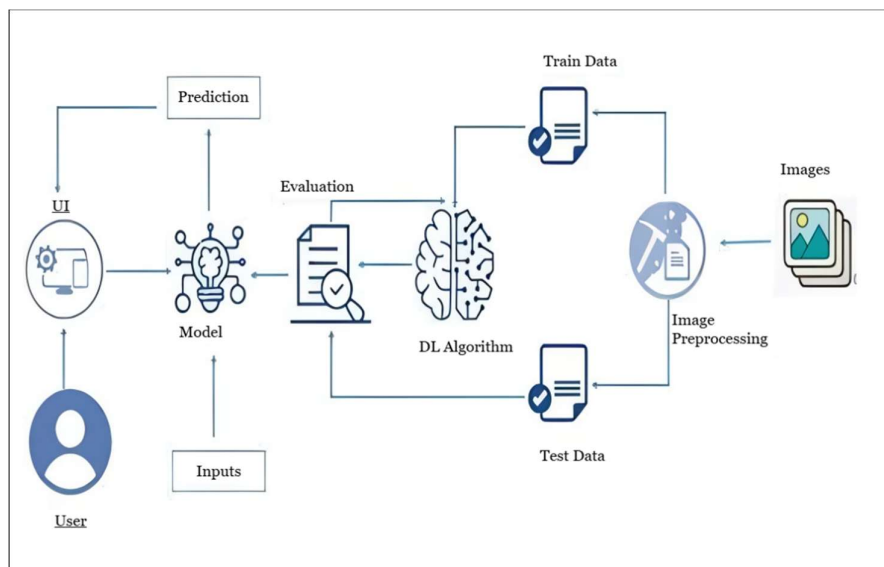 Train Data
Prediction
Images
Evaluation
UI
Model
Image
Preprocessing
DL Algorithm
Test Data
Inputs
User